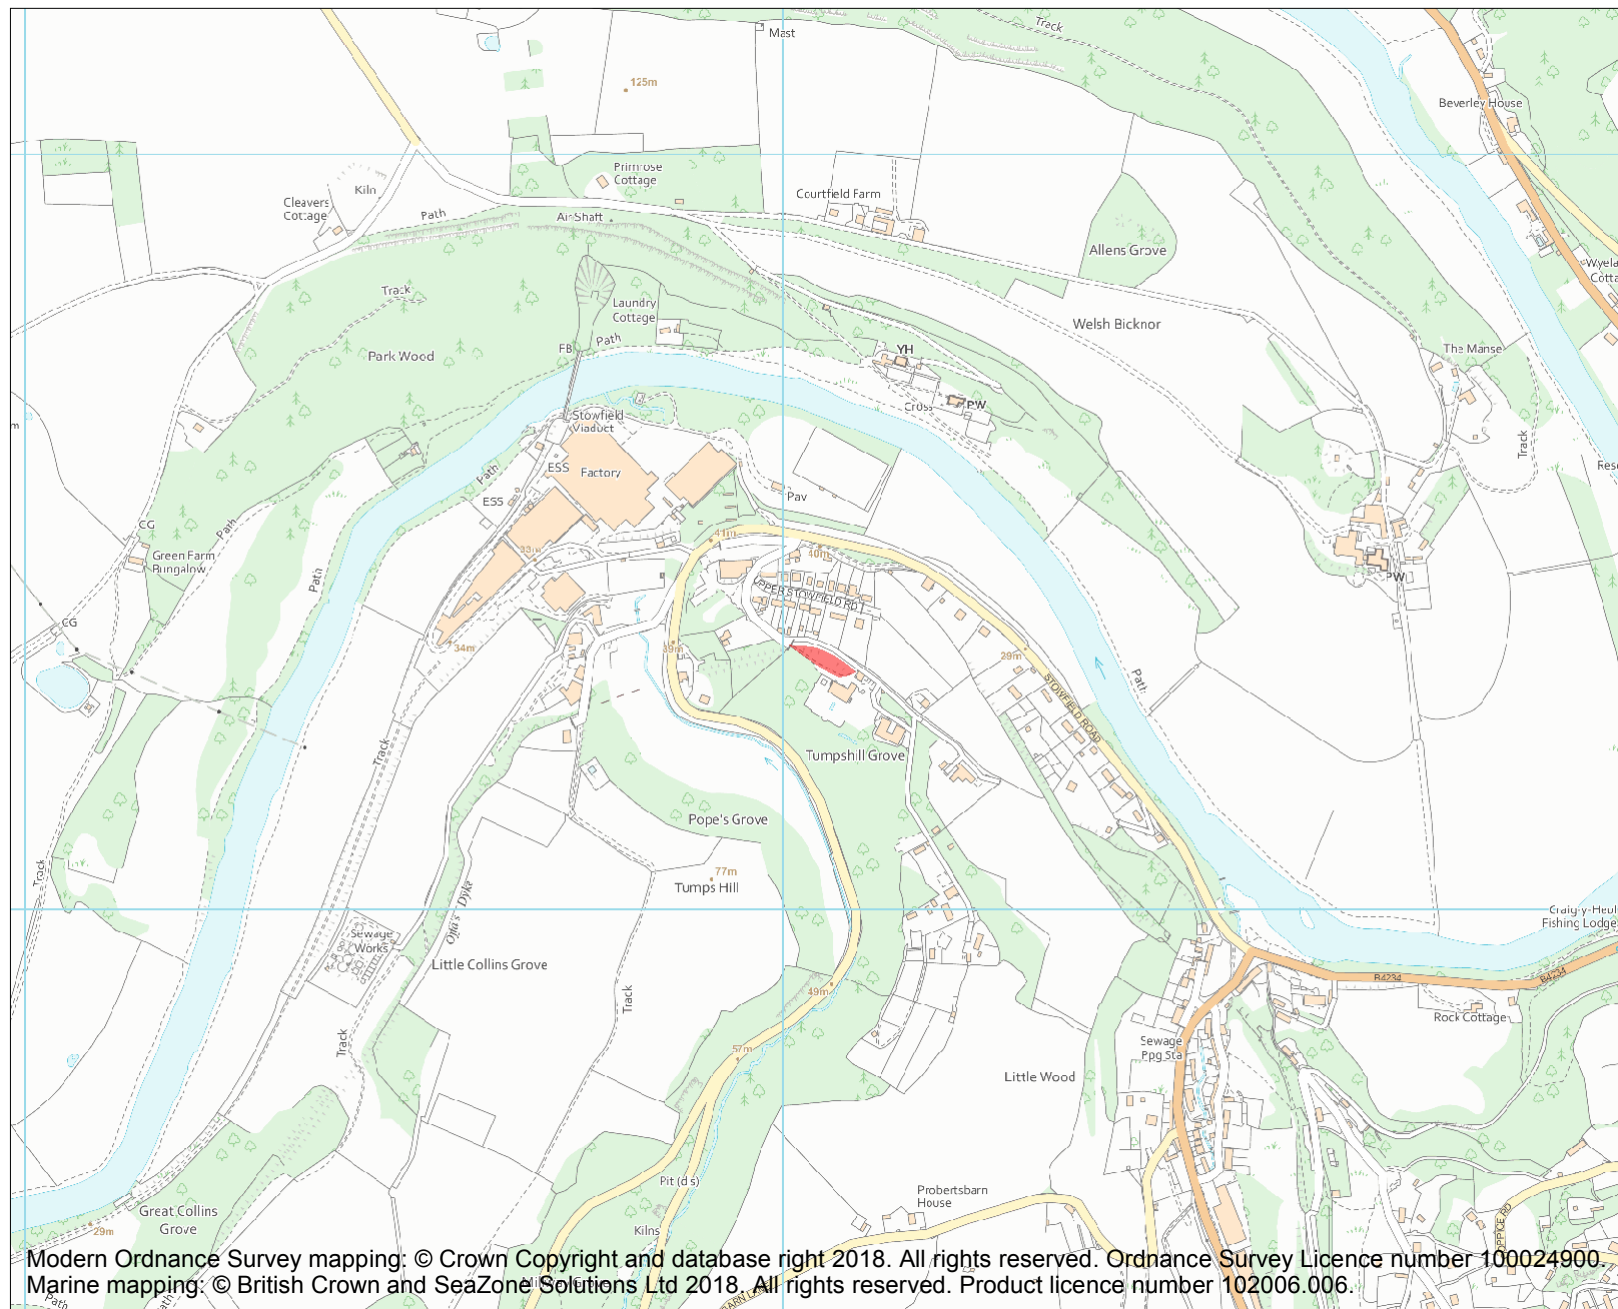 Track
Mast
125m
Beverley House
Primrose
Cottage
Kiln
Cleavers
Cottage
Path
Air Shaft
Courtfield Farm
Allens Grove
Track
Laundry
Cottage
Welsh Bicknor
FB
Path
Park Wood
YH
The Manse
Cross
PW
Stowfield
Viaduct
Track
ESS
Factory
Path
Pav
ESS
CG
Path
41m
33m
40m
Green Farm
Bungalow
Path
UPPER STOWFIELD RD
PW
CG
34m
39m
29m
Path
STOWFIELD ROAD
Track
Tumpshill Grove
Pope's Grove
Track
77m
Tumps Hill
Offa's Dyke
Sewage
Works
Little Collins Grove
Fishing Lodge
B4234
B4234
49m
Track
Rock Cottage
Track
Sewage
Ppg Sta
57m
Little Wood
Pit (dis)
Probertsbarn
House
Great Collins
Grove
29m
Kilns
Modern Ordnance Survey mapping: © Crown Copyright and database right 2018. All rights reserved. Ordnance Survey Licence number 100024900.
Marine mapping: © British Crown and SeaZone Solutions Ltd 2018. All rights reserved. Product licence number 102006.006.
Path